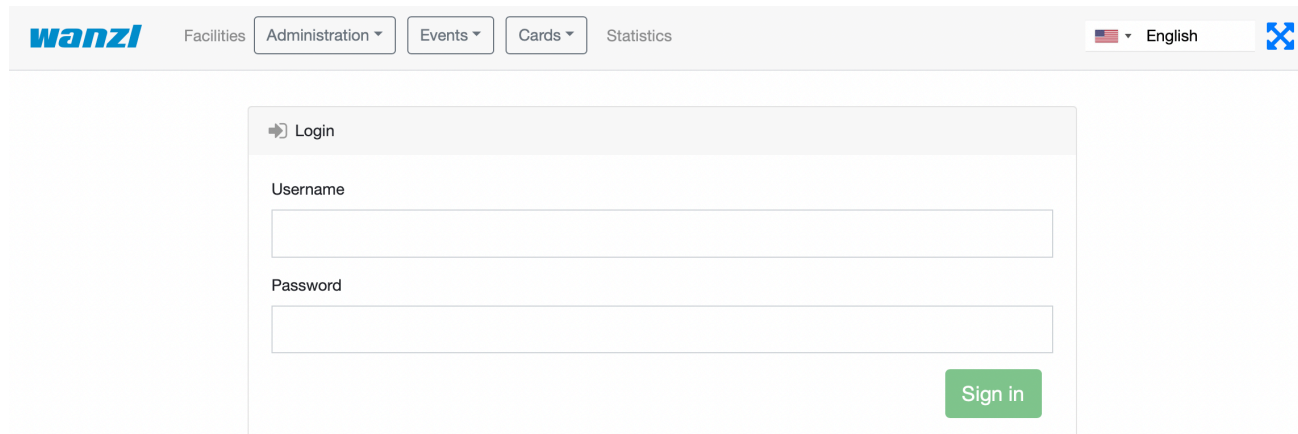 wanzl Facilities Administration Events Cards Statistics English
Login
Username
Password
Sign in